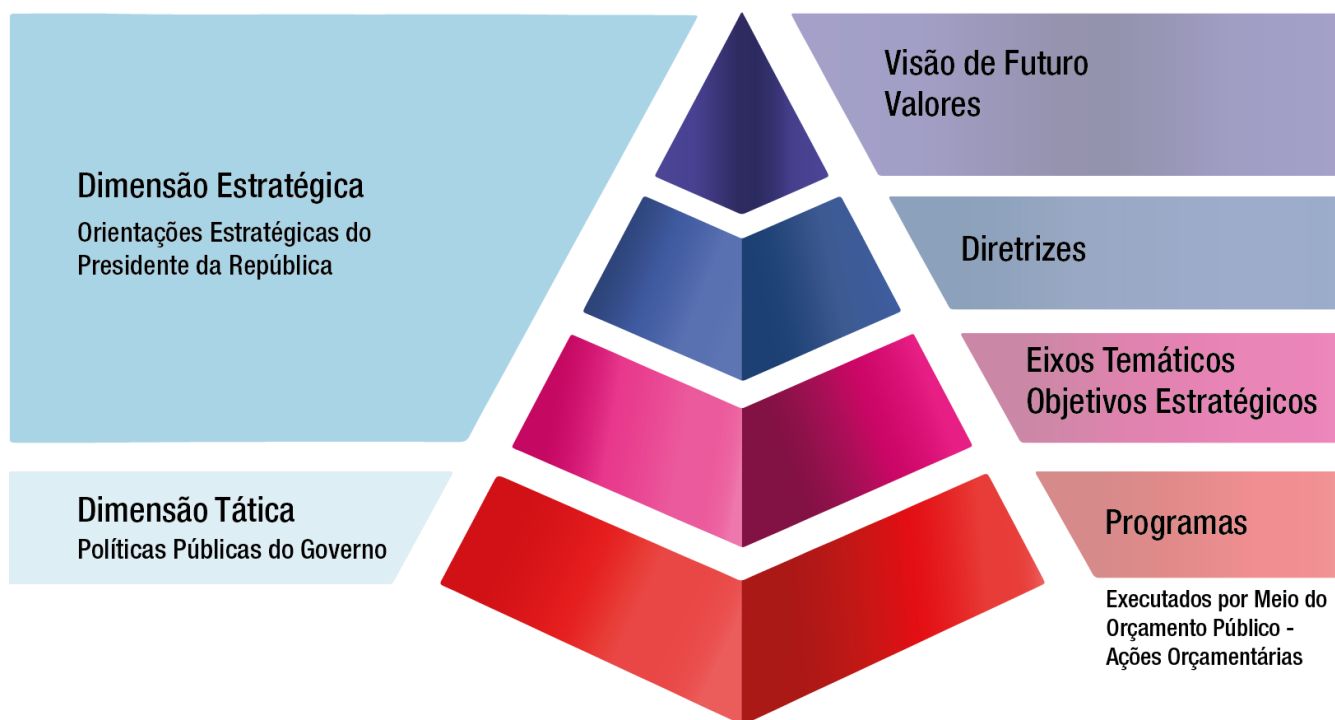 Dimensão Estratégica
Orientações Estratégicas do
Presidente da República
Dimensão Tática
Políticas Públicas do Governo
Visão de Futuro
Valores
Diretrizes
Eixos Temáticos
Objetivos Estratégicos
Programas
Executados por Meio do
Orçamento Público -
Ações Orçamentárias